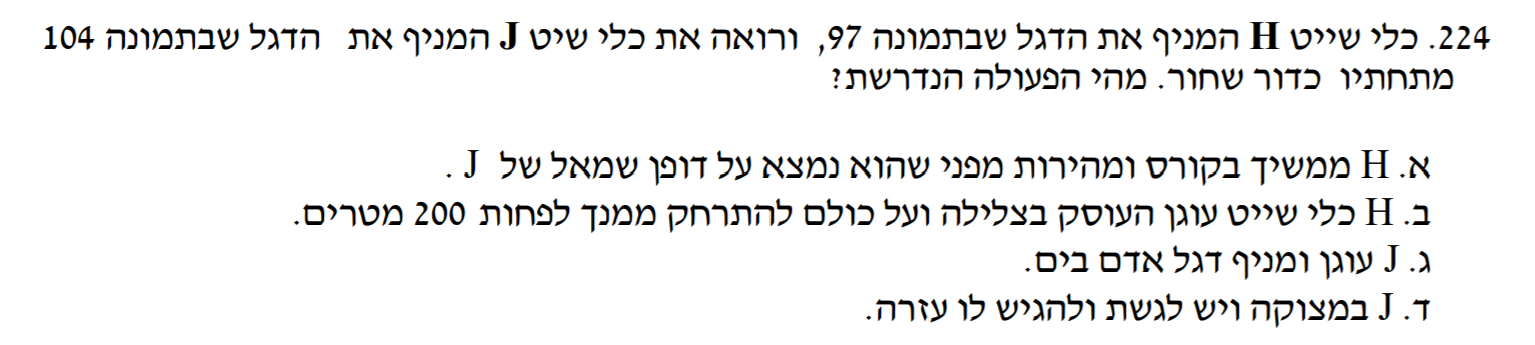 224. כלי שייט H המניף את הדגל שבתמונה 97, ורואה את כלי שיט J המניף את הדגל שבתמונה 104
מתחתיו כדור שחור. מהי הפעולה הנדרשת?
א. H ממשיך בקורס ומהירות מפני שהוא נמצא על דופן שמאל של J .
ב. H כלי שייט עוגן העוסק בצלילה ועל כולם להתרחק ממנך לפחות 200 מטרים.
ג. J עוגן ומניף דגל אדם בים.
ד. J במצוקה ויש לגשת ולהגיש לו עזרה.